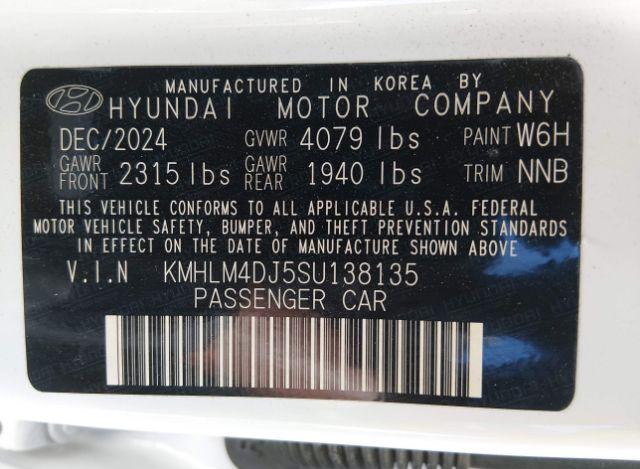 MANUFACTURED IN KOREA BY
HYUNDAI MOTOR COMPANY
DEC/2024 GVWR 4079 lbs PAINT W6H
GAWR FRONT 2315 lbs GAWR REAR 1940 lbs TRIM NNB
THIS VEHICLE CONFORMS TO ALL APPLICABLE U.S.A. FEDERAL
MOTOR VEHICLE SAFETY, BUMPER, AND THEFT PREVENTION STANDARDS
IN EFFECT ON THE DATE OF MANUFACTURE SHOWN ABOVE
V.I.N KMHLM4DJ5SU138135
PASSENGER CAR